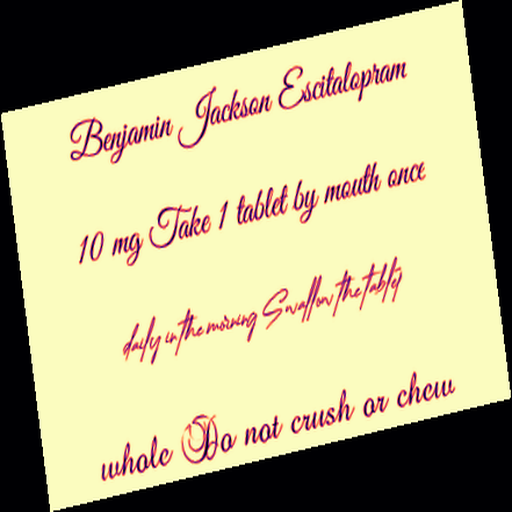 Benjamin Jackson Escitalopram
10 mg Take 1 tablet by mouth once
daily in the morning Swallow the tablet
whole Do not crush or chew